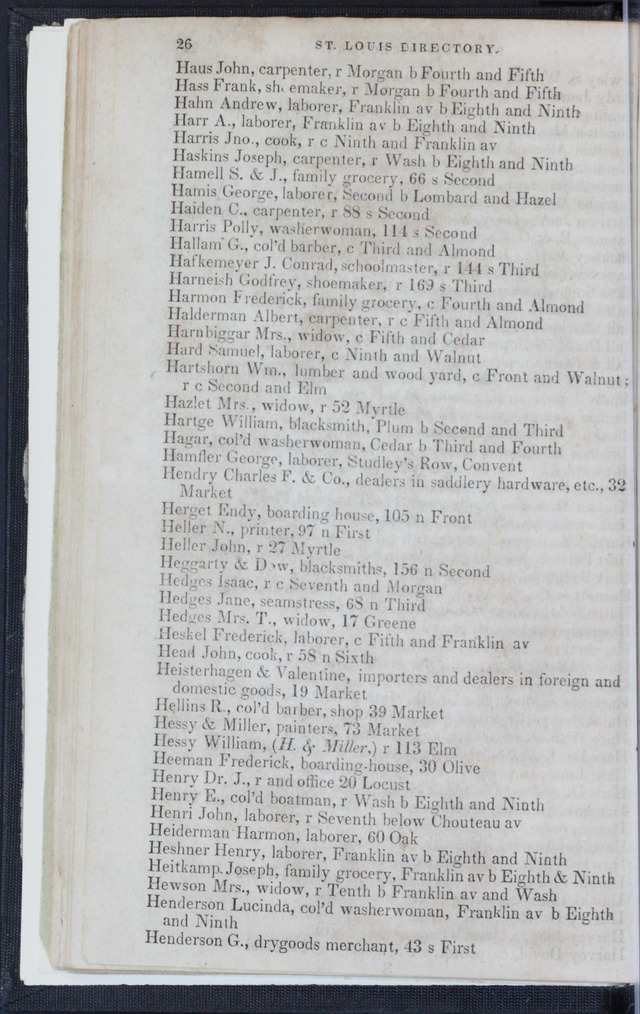 26 ST. LOUIS DIRECTORY.
Haus John, carpenter, r Morgan b Fourth and Fifth
Hass Frank, sh emaker, r Morgan b Fourth and Fifth
Hahn Andrew, laborer, Franklin av b Eighth and Ninth
Harr A., laborer, Franklin av b Eighth and Ninth
Harris Jno., cook, r c Ninth and Franklin av
Haskins Joseph, carpenter, r Wash b Eighth and Ninth
Hamell S. & J., family grocery, 66 s Second
Hamis George, laborer, Second b Lombard and Hazel
Haiden C., carpenter, r 88 s Second
Harris Polly, washerwoman, 114 s Second
Hallam G., col'd barber, c Third and Almond
Hafkemeyer J. Conrad, schoolmaster, r 144 s Third
Harneish Godfrey, shoemaker, r 169 s Third
Harmon Frederick, family grocery, c Fourth and Almond
Halderman Albert, carpenter, r c Fifth and Almond
Harnbiggar Mrs., widow, c Fifth and Cedar
Hard Samuel, laborer, c Ninth and Walnut
Hartshorn Wm., lumber and wood yard, c Front and Walnut;
r c Second and Elm
Hazlet Mrs., widow, r 52 Myrtle
Hartge William, blacksmith, Plum b Second and Third
Hagar, col'd washerwoman, Cedar b Third and Fourth
Hamfler George, laborer, Studley's Row, Convent
Hendry Charles F. & Co., dealers in saddlery hardware, etc., 32
Market
Herget Endy, boarding house, 105 n Front
Heller N., printer, 97 n First
Heller John, r 27 Myrtle
Heggarty & Dow, blacksmiths, 156 n Second
Hedges Isaac, r c Seventh and Morgan
Hedges Jane, seamstress, 68 n Third
Hedges Mrs. T., widow, 17 Greene
Heskel Frederick, laborer, c Fifth and Franklin av
Head John, cook, r 58 n Sixth
Heisterhagen & Valentine, importers and dealers in foreign and
domestic goods, 19 Market
Hellins R., col'd barber, shop 39 Market
Hessy & Miller, painters, 73 Market
Hessy William, (H. & Miller.) r 113 Elm
Heeman Frederick, boarding-house, 30 Olive
Henry Dr. J., r and office 20 Locust
Henry E., col'd boatman, r Wash b Eighth and Ninth
Henri John, laborer, r Seventh below Chouteau av
Heiderman Harmon, laborer, 60 Oak
Heshner Henry, laborer, Franklin av b Eighth and Ninth
Heitkamp Joseph, family grocery, Franklin av b Eighth & Ninth
Hewson Mrs., widow, r Tenth b Franklin av and Wash
Henderson Lucinda, col'd washerwoman, Franklin av b Eighth
and Ninth
Henderson G., drygoods merchant, 43 s First